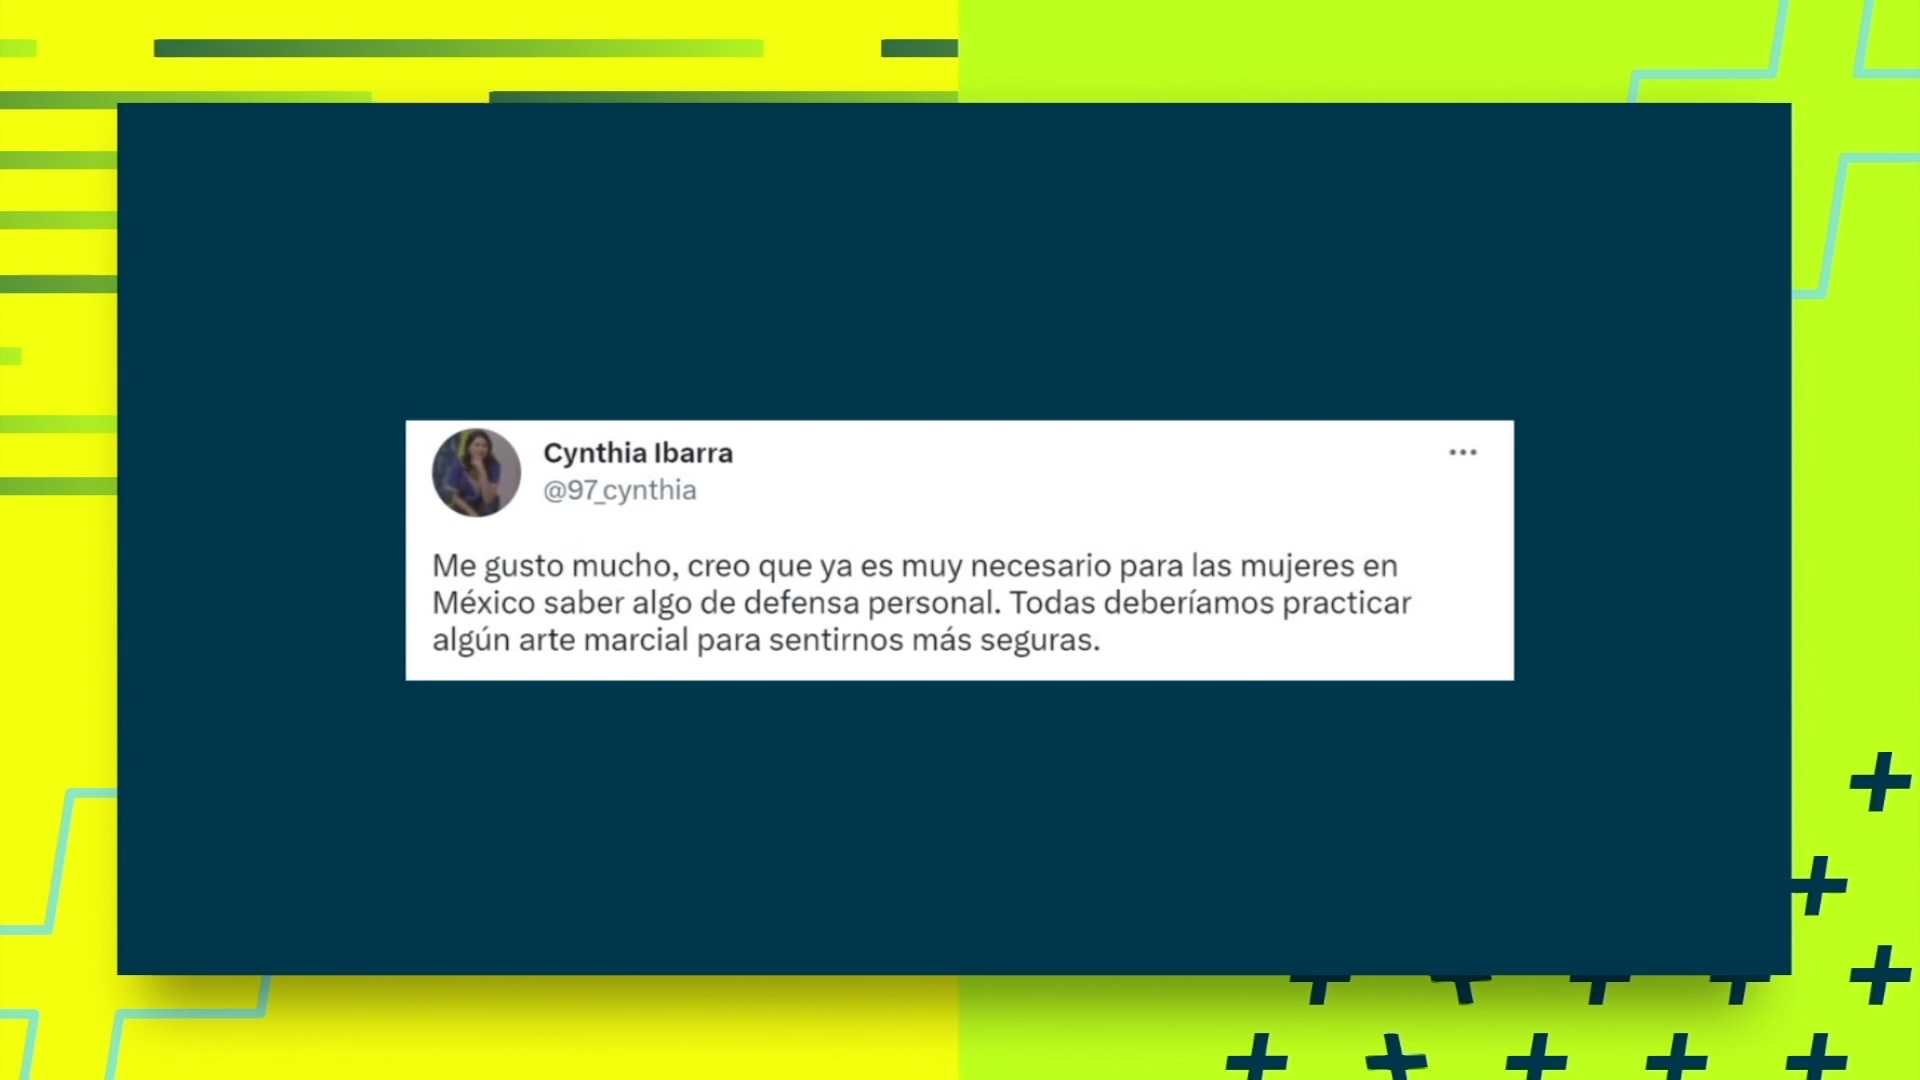 Cynthia Ibarra
@97_cynthia
Me gusto mucho, creo que ya es muy necesario para las mujeres en
México saber algo de defensa personal. Todas deberíamos practicar
algún arte marcial para sentirnos más seguras.